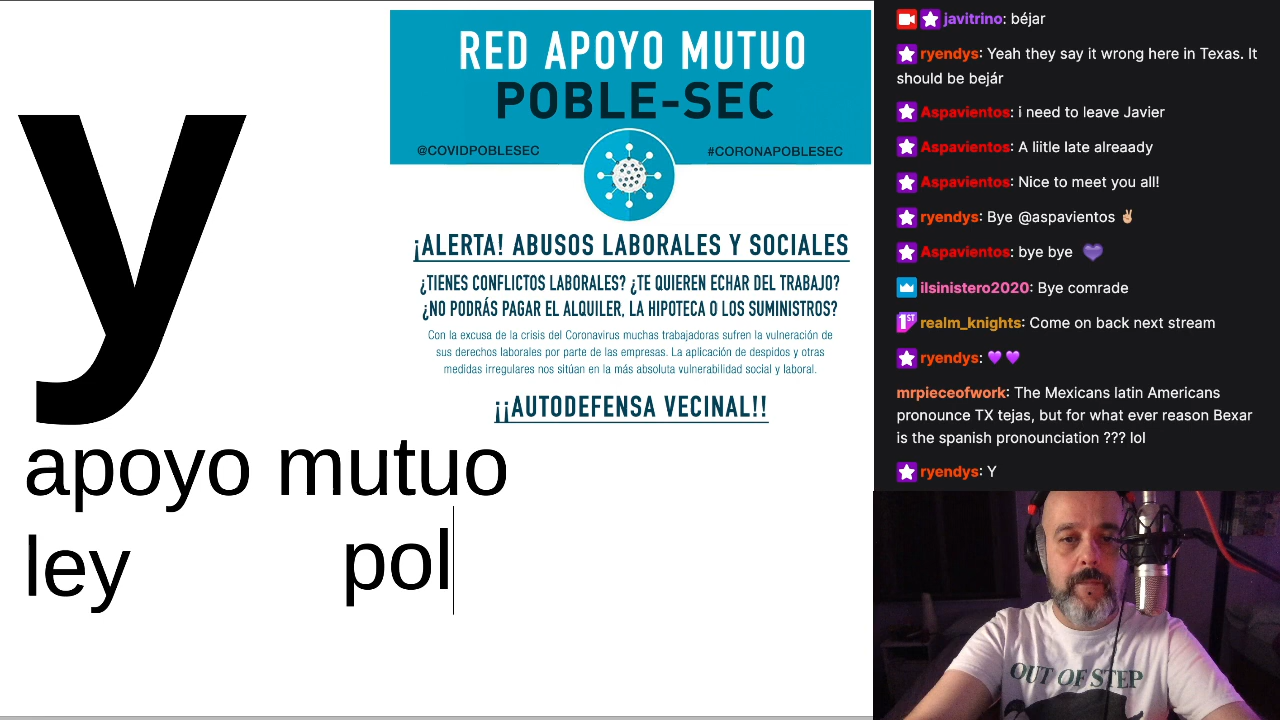 y
apoyo mutuo
ley pol
RED APOYO MUTUO
POBLE-SEC
@COVIDPOBLESEC #CORONAPOBLESEC
¡ALERTA! ABUSOS LABORALES Y SOCIALES
¿TIENES CONFLICTOS LABORALES? ¿TE QUIEREN ECHAR DEL TRABAJO?
¿NO PODRÁS PAGAR EL ALQUILER, LA HIPOTECA O LOS SUMINISTROS?
Con la excusa de la crisis del Coronavirus muchas trabajadoras sufren la vulneración de
sus derechos laborales por parte de las empresas. La aplicación de despidos y otras
medidas irregulares nos sitúan en la más absoluta vulnerabilidad social y laboral.
¡¡AUTODEFENSA VECINAL!!
javitrino: béjar
ryendys: Yeah they say it wrong here in Texas. It
should be bejár
Aspavientos: i need to leave Javier
Aspavientos: A liitle late alreaady
Aspavientos: Nice to meet you all!
ryendys: Bye @aspavientos ✌🏼
Aspavientos: bye bye 💜
ilsinistero2020: Bye comrade
1ST realm_knights: Come on back next stream
ryendys: 💜 💜
mrpieceofwork: The Mexicans latin Americans
pronounce TX tejas, but for what ever reason Bexar
is the spanish pronounciation ??? lol
ryendys: Y
OUT OF STEP